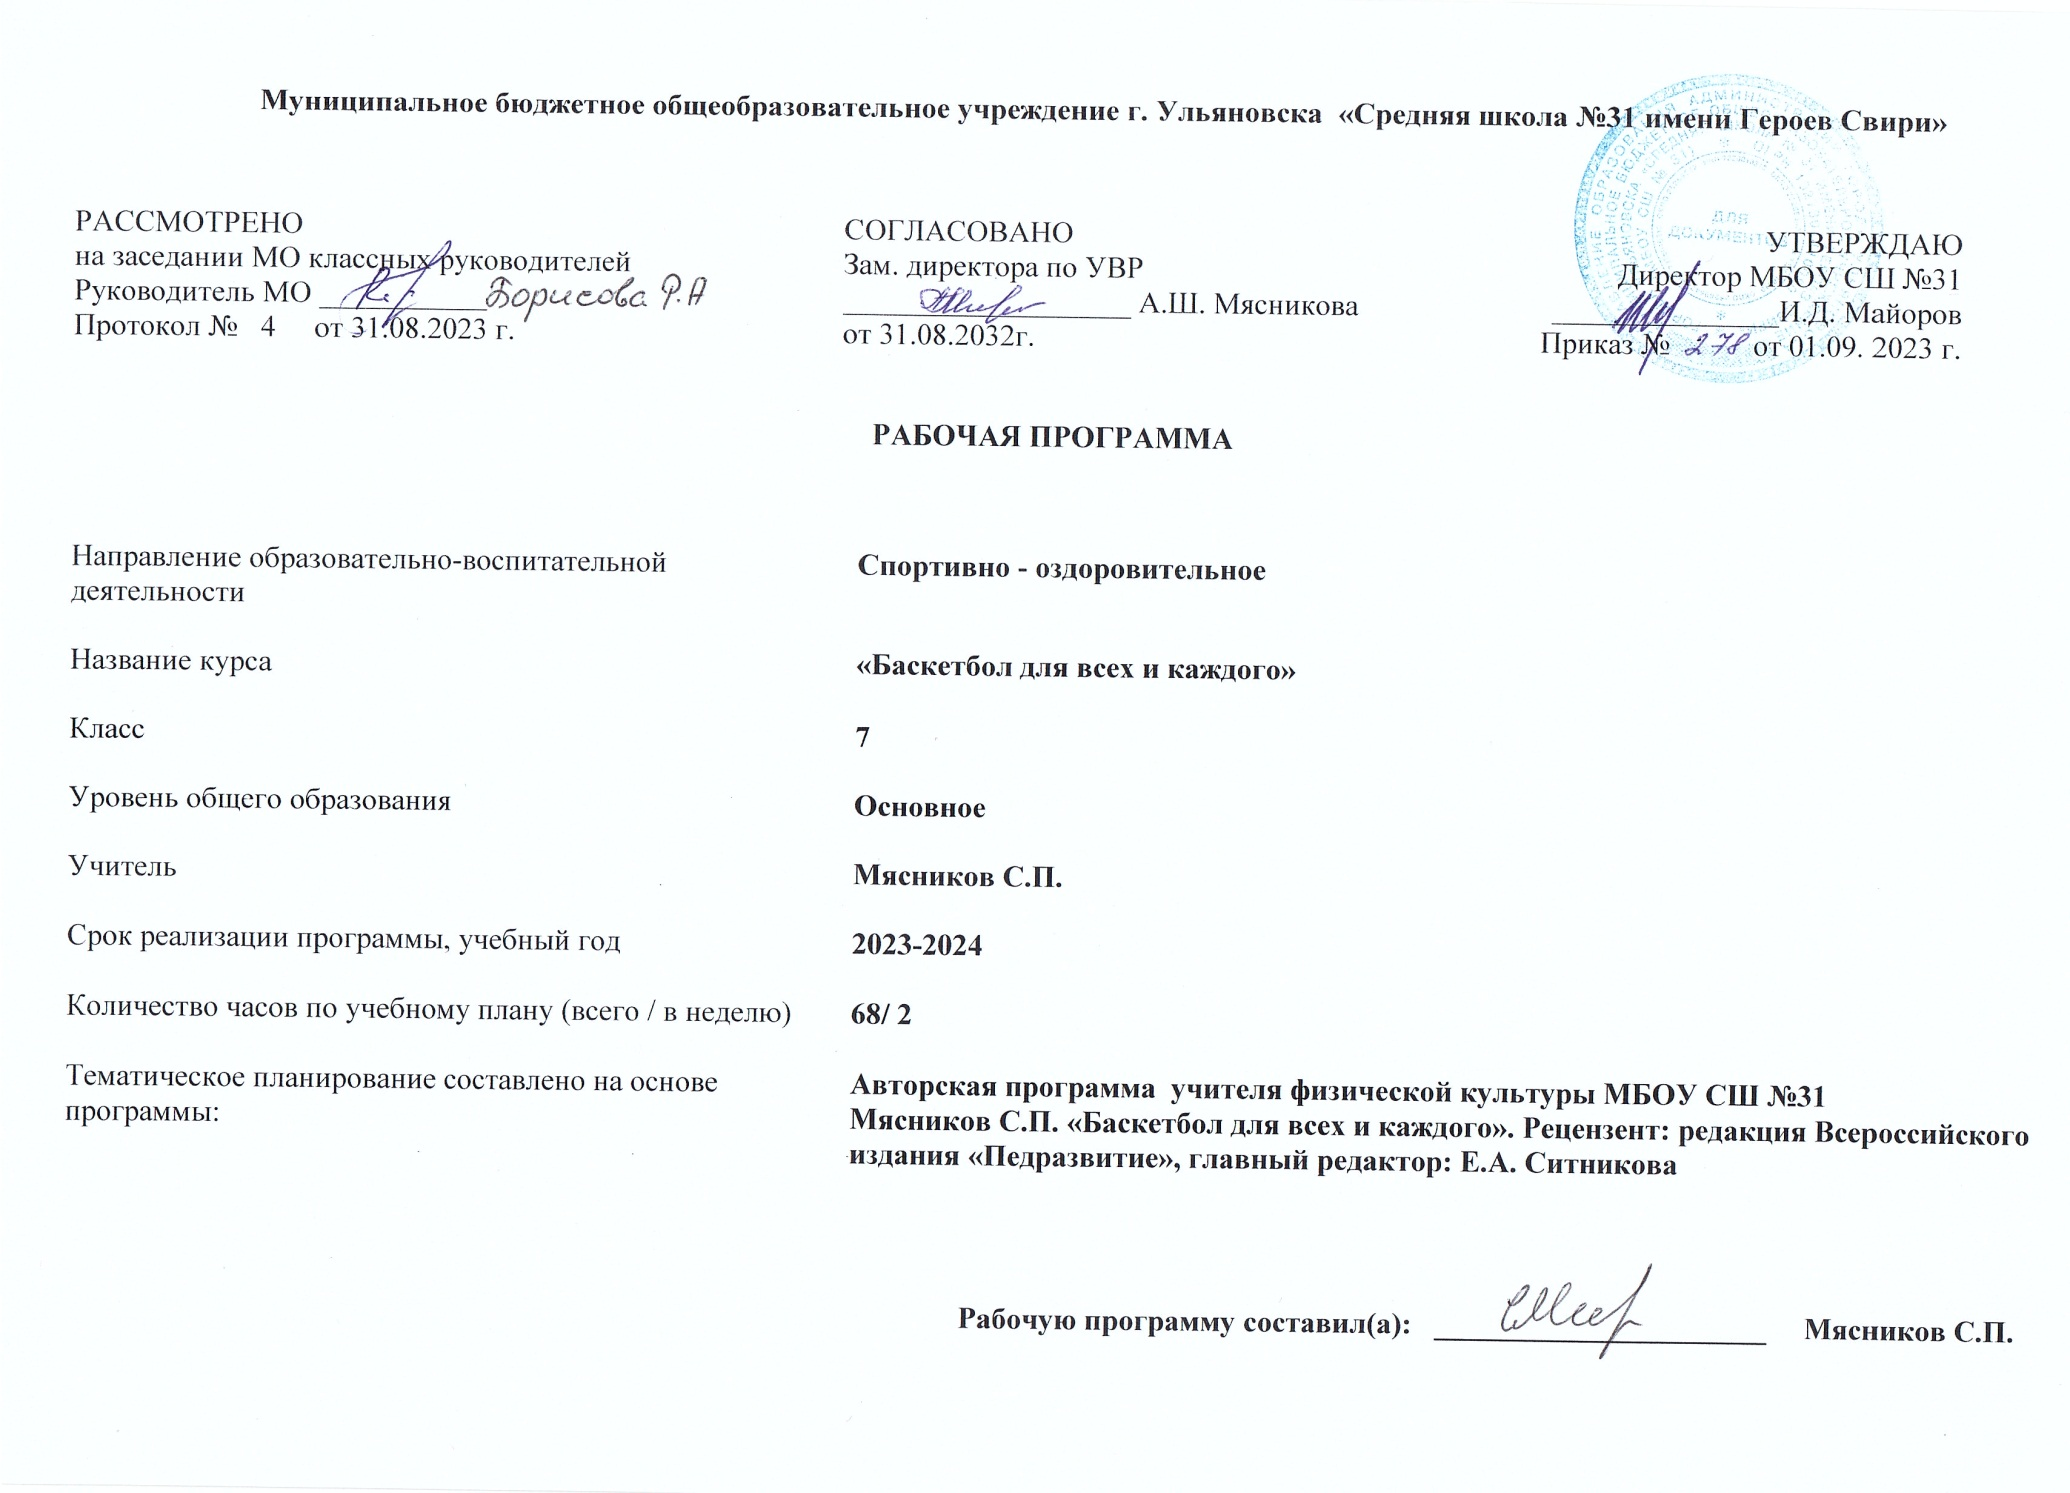 Муниципальное бюджетное общеобразовательное учреждение г. Ульяновска «Средняя школа №31 имени Героев Свири»
РАССМОТРЕНО
на заседании МО классных руководителей
Руководитель МО ____________ Борисова Р.А
Протокол № 4 от 31.08.2023 г.
СОГЛАСОВАНО
Зам. директора по УВР
____________________ А.Ш. Мясникова
от 31.08.2032г.
УТВЕРЖДАЮ
Директор МБОУ СШ №31
________________И.Д. Майоров
Приказ № 278 от 01.09. 2023 г.
ДЛЯ
ДОКУМЕНТОВ
РАБОЧАЯ ПРОГРАММА
Направление образовательно-воспитательной
деятельности
Спортивно - оздоровительное
Название курса
«Баскетбол для всех и каждого»
Класс
7
Уровень общего образования
Основное
Учитель
Мясников С.П.
Срок реализации программы, учебный год
2023-2024
Количество часов по учебному плану (всего / в неделю)
68/ 2
Тематическое планирование составлено на основе
программы:
Авторская программа учителя физической культуры МБОУ СШ №31
Мясников С.П. «Баскетбол для всех и каждого». Рецензент: редакция Всероссийского
издания «Педразвитие», главный редактор: Е.А. Ситникова
Рабочую программу составил(а): ______________________ Мясников С.П.